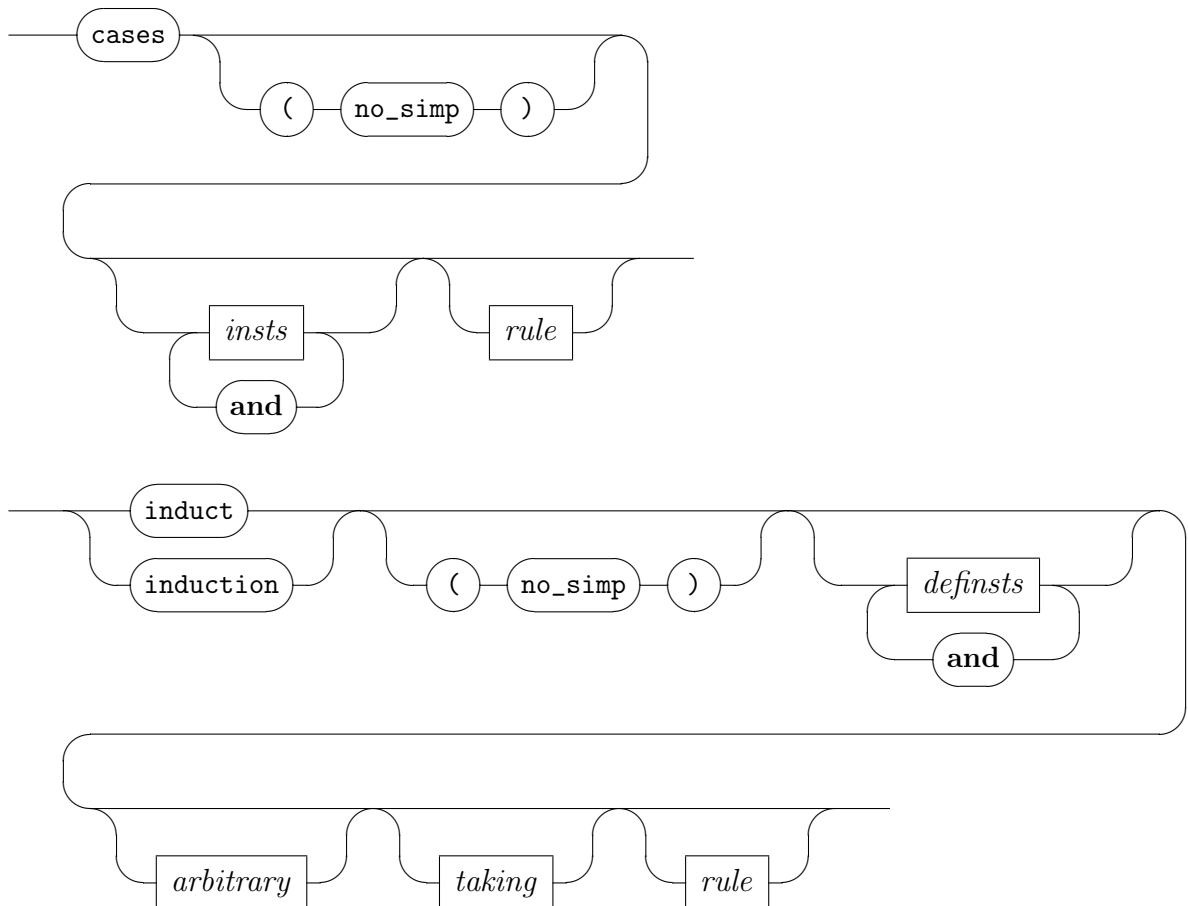 cases
( no_simp )
insts rule
and
induct
induction ( no_simp ) definsts
and
arbitrary taking rule